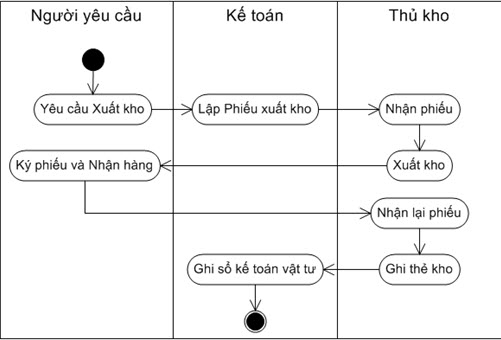 Người yêu cầu
Kế toán
Thủ kho
Yêu cầu Xuất kho
Lập Phiếu xuất kho
Nhận phiếu
Ký phiếu và Nhận hàng
Xuất kho
Nhận lại phiếu
Ghi sổ kế toán vật tư
Ghi thẻ kho